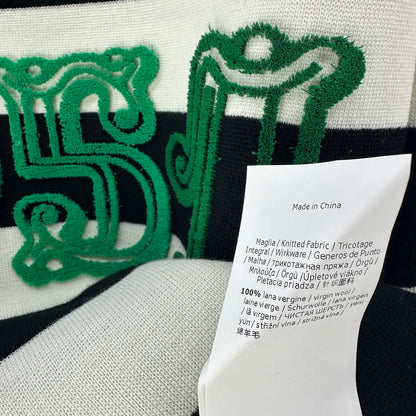 Made in China
Maglia / Knitted Fabric / Tricotage
Integral / Wirkware / Generos de Punto
/ Malha / трикотажная пряжа / Örgü /
Μπλούζα / Örgü /Úpletové vlákno /
Pletacia priadza / 针织面料
100% lana vergine / virgin wool /
laine vierge / Schurwolle / lana virgen
/ lã virgem / ЧИСТАЯ ШЕРСТЬ / yeni
yün / střižní vlna / strižná vlna /
绵羊毛